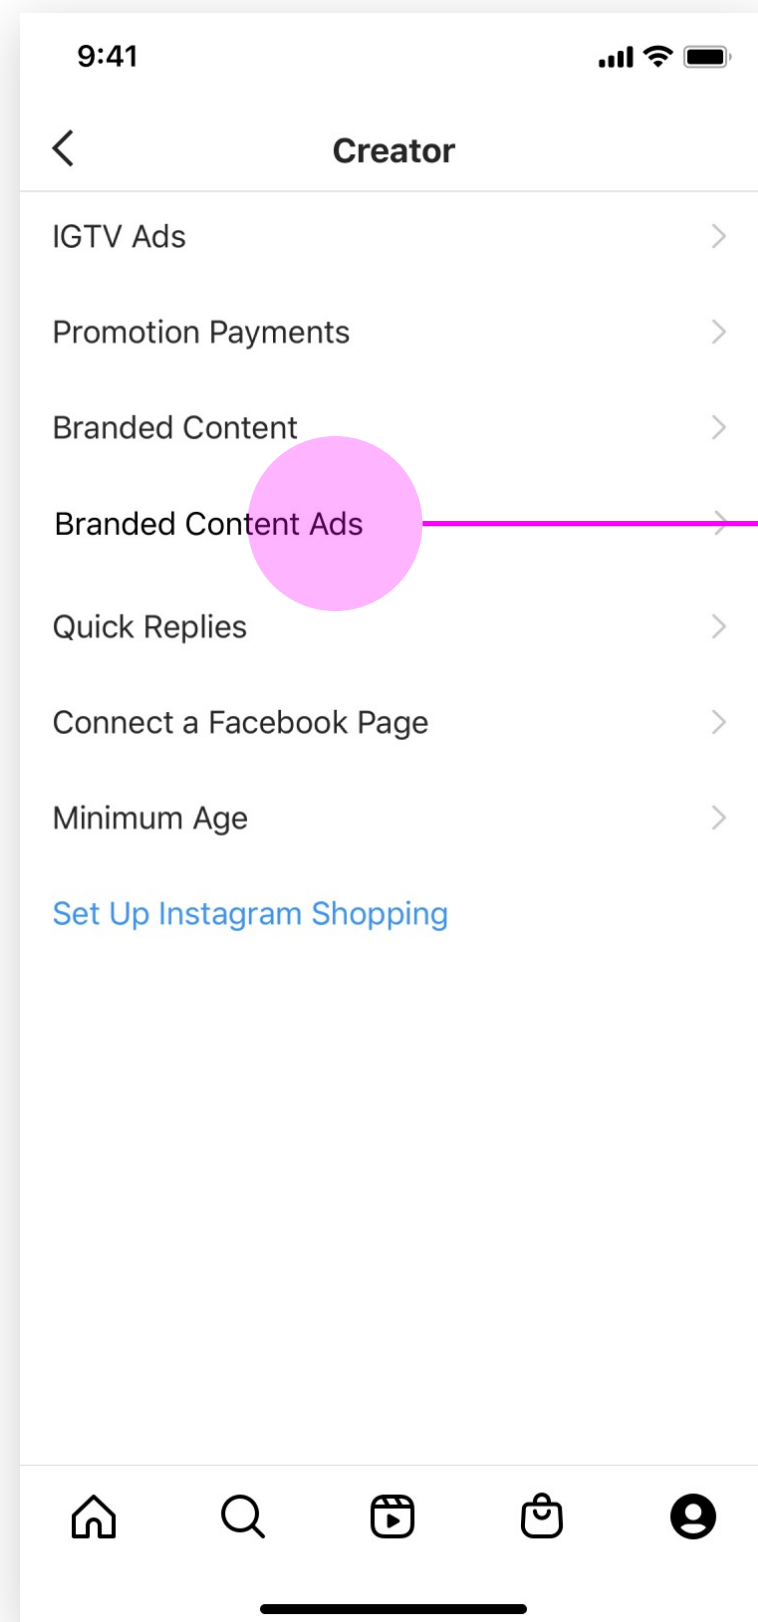 9:41
Creator
IGTV Ads
Promotion Payments
Branded Content
Branded Content Ads
Quick Replies
Connect a Facebook Page
Minimum Age
Set Up Instagram Shopping